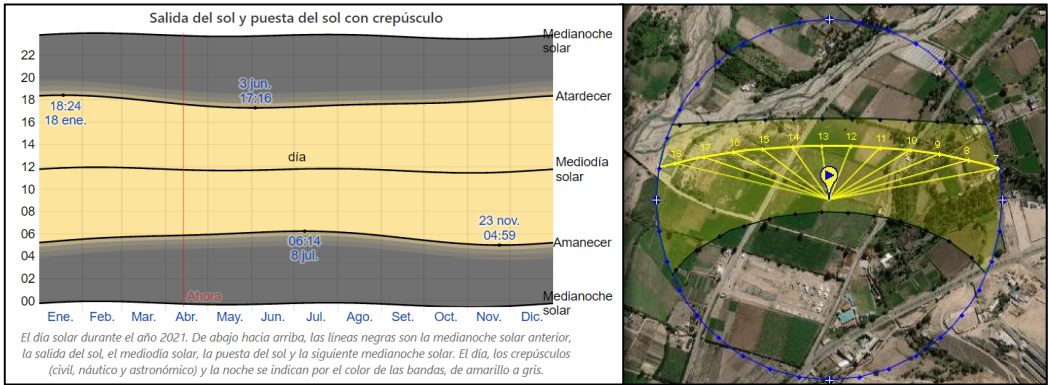 Salida del sol y puesta del sol con crepúsculo
Medianoche
solar
22
20
3 jun.
17:16
18:24
18 ene.
Atardecer
18
16
14
día
12
Mediodía
solar
10
08
23 nov.
04:59
06
06:14
8 jul.
Amanecer
04
02
00
Ahora
Medianoche
solar
Ene. Feb. Mar. Abr. May. Jun. Jul. Ago. Set. Oct. Nov. Dic.
El día solar durante el año 2021. De abajo hacia arriba, las líneas negras son la medianoche solar anterior,
la salida del sol, el mediodía solar, la puesta del sol y la siguiente medianoche solar. El día, los crepúsculos
(civil, náutico y astronómico) y la noche se indican por el color de las bandas, de amarillo a gris.
18 17 16 15 14 13 12 11 10 9 8 7